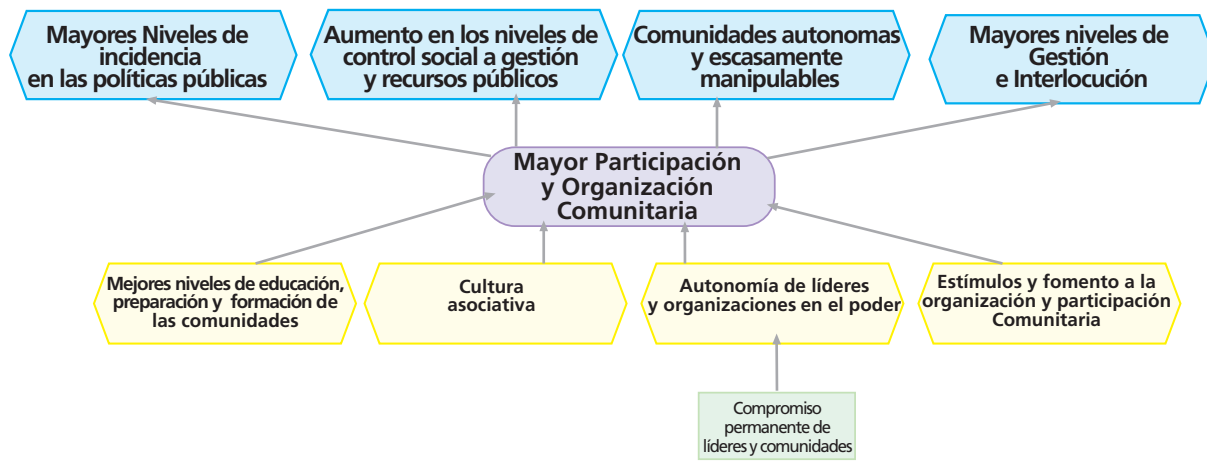 Mayores Niveles de
incidencia
en las políticas públicas
Aumento en los niveles de
control social a gestión
y recursos públicos
Comunidades autonomas
y escasamente
manipulables
Mayores niveles de
Gestión
e Interlocución
Mayor Participación
y Organización
Comunitaria
Mejores niveles de educación,
preparación y formación de
las comunidades
Cultura
asociativa
Autonomía de líderes
y organizaciones en el poder
Estímulos y fomento a la
organización y participación
Comunitaria
Compromiso
permanente de
líderes y comunidades